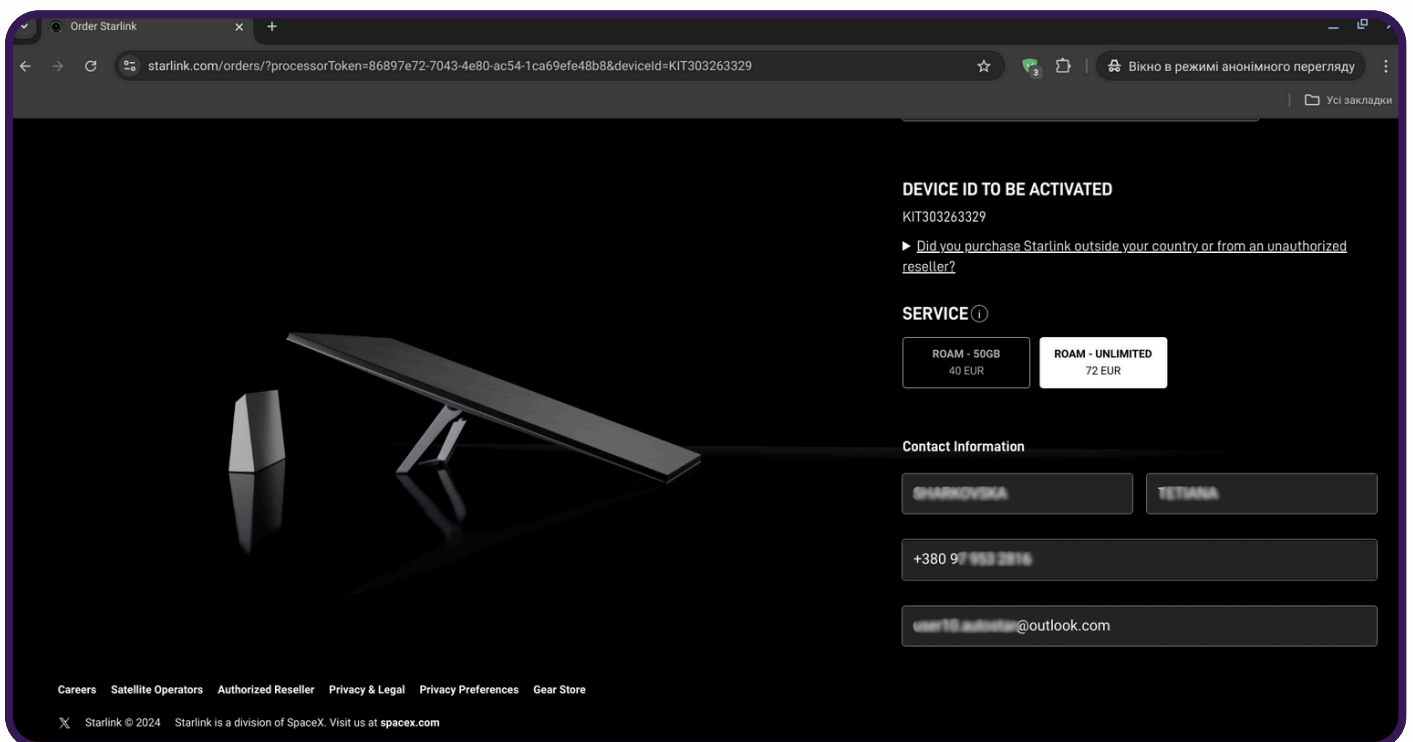 Order Starlink
starlink.com/orders/?processorToken=86897e72-7043-4e80-ac54-1ca69efe48b8&deviceId=KIT303263329
3
Вікно в режимі анонімного перегляду
Усі закладки
DEVICE ID TO BE ACTIVATED
KIT303263329
Did you purchase Starlink outside your country or from an unauthorized
reseller?
SERVICE
ROAM - 50GB
40 EUR
ROAM - UNLIMITED
72 EUR
Contact Information
+380 9
@outlook.com
Careers Satellite Operators Authorized Reseller Privacy & Legal Privacy Preferences Gear Store
Starlink © 2024 Starlink is a division of SpaceX. Visit us at spacex.com